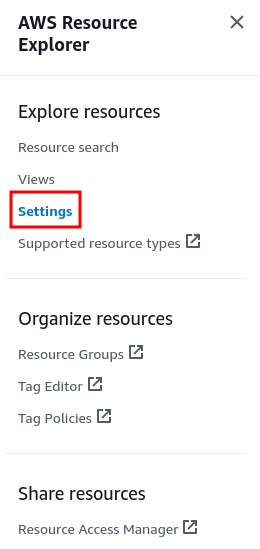 AWS Resource
Explorer
Explore resources
Resource search
Views
Settings
Supported resource types
Organize resources
Resource Groups
Tag Editor
Tag Policies
Share resources
Resource Access Manager